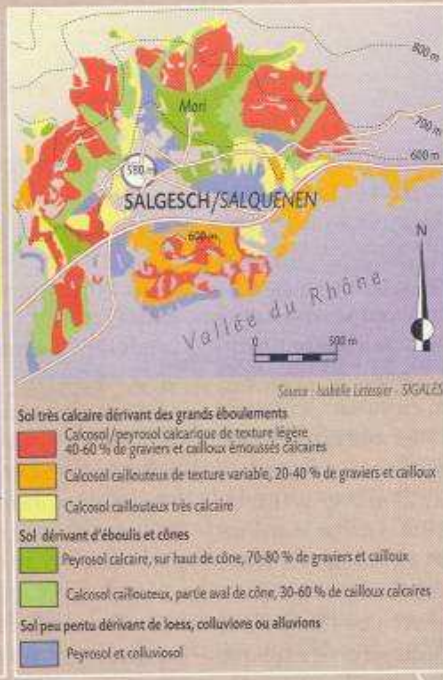 800 m
Mori
700 m
600 m
580 m
SALGESCH/SALQUENEN
600 m
N
Vallée du Rhône
0 500 m
Source : Isabelle Letessier - SIGALES
Sol très calcaire dérivant des grands éboulements
Calcosol/peyrosol calcarique de texture légère
40-60 % de graviers et cailloux émoussés calcaires
Calcosol caillouteux de texture variable, 20-40 % de graviers et cailloux
Calcosol caillouteux très calcaire
Sol dérivant d'éboulis et cônes
Peyrosol calcaire, sur haut de cône, 70-80 % de graviers et cailloux
Calcosol caillouteux, partie aval de cône, 30-60 % de cailloux calcaires
Sol peu pentu dérivant de loess, colluvions ou alluvions
Peyrosol et colluviosol